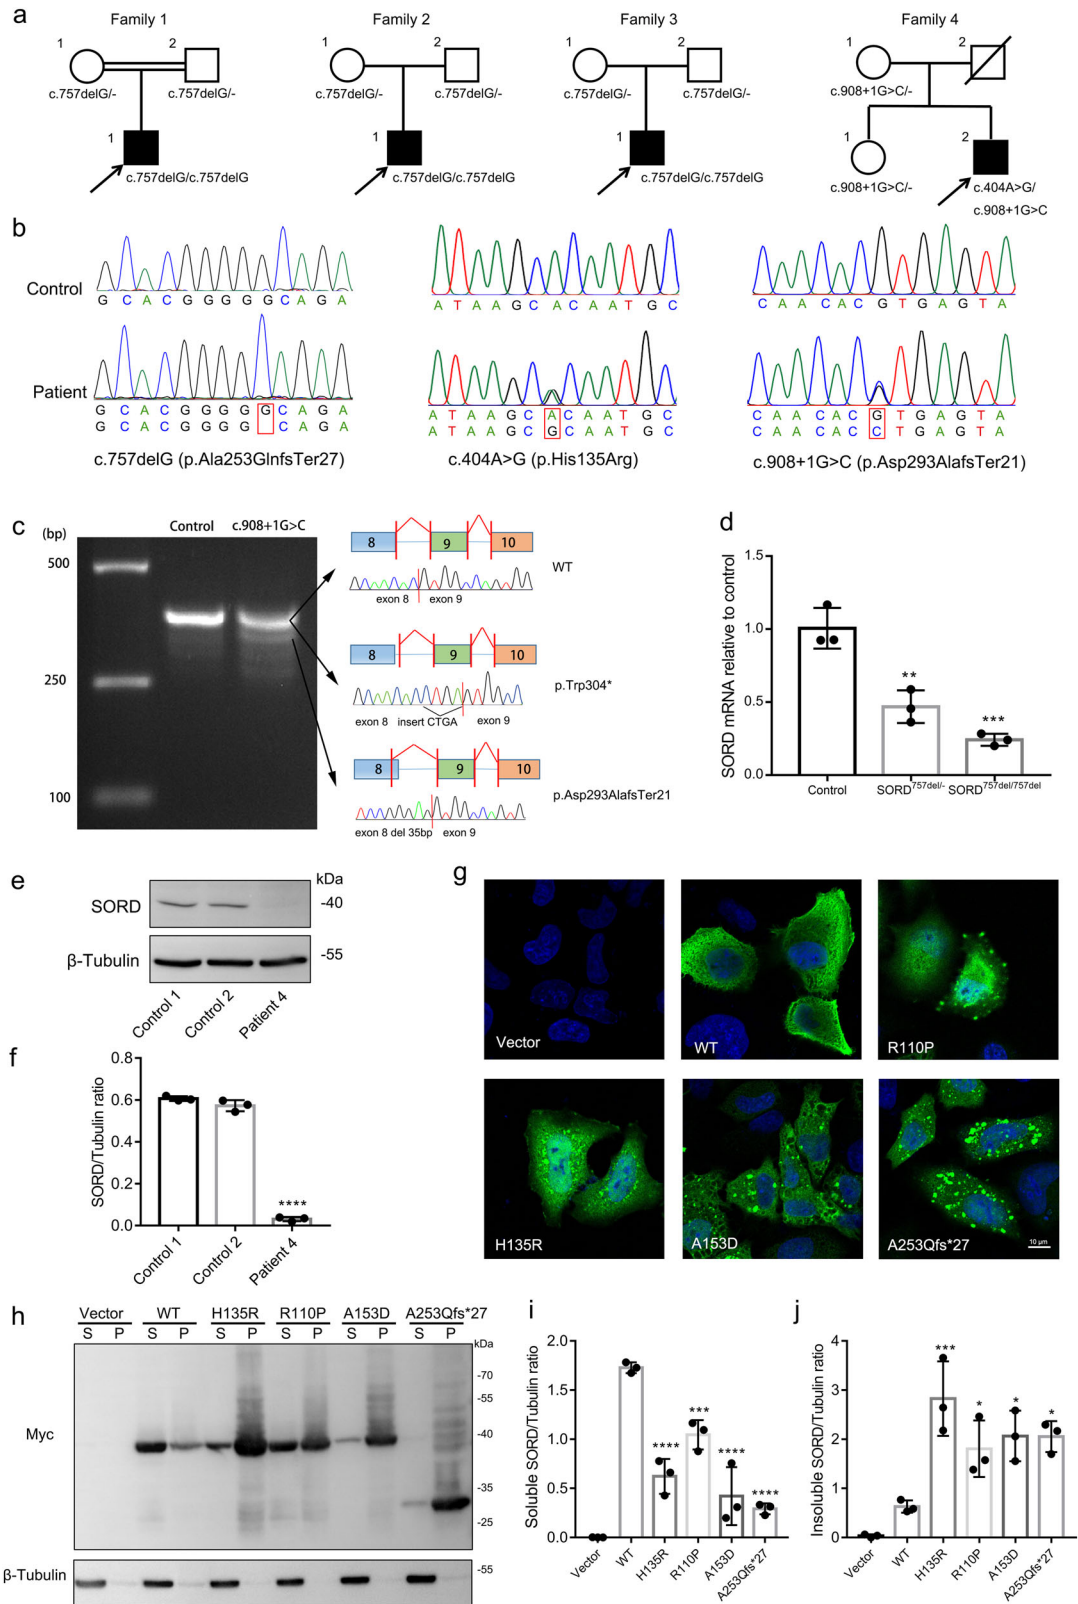 a
Family 1 Family 2 Family 3 Family 4
1 2 1 2 1 2 1 2
c.757delG/- c.757delG/- c.757delG/- c.757delG/- c.757delG/- c.757delG/- c.908+1G>C/-
1 1 1 1 2
c.757delG/c.757delG c.757delG/c.757delG c.757delG/c.757delG c.908+1G>C/- c.404A>G/
c.908+1G>C
b
Control
G C A C G G G G G C A G A A T A A G C A C A A T G C C A A C A C G T G A G T A
Patient
G C A C G G G G G C A G A A T A A G C A C A A T G C C A A C A C G T G A G T A
G C A C G G G G C A G A A T A A G C G C A A T G C C A A C A C C T G A G T A
c.757delG (p.Ala253GlnfsTer27) c.404A>G (p.His135Arg) c.908+1G>C (p.Asp293AlafsTer21)
c
(bp) Control c.908+1G>C
500
250
100
8 9 10
WT
exon 8 exon 9
8 9 10
p.Trp304*
exon 8 insert CTGA exon 9
8 9 10
p.Asp293AlafsTer21
exon 8 del 35bp exon 9
d
SORD mRNA relative to control
1.5
1.0
0.5
0.0
** ***
Control SORD757del/- SORD757del/757del
e
kDa
SORD -40
β-Tubulin -55
Control 1 Control 2 Patient 4
f
SORD/Tubulin ratio
0.8
0.6
0.4
0.2
0.0
****
Control 1 Control 2 Patient 4
g
Vector WT R110P
H135R A153D A253Qfs*27
10 μm
h
Vector WT H135R R110P A153D A253Qfs*27
S P S P S P S P S P S P
kDa
-70
-55
Myc -40
-35
-25
β-Tubulin -55
i
Soluble SORD/Tubulin ratio
2.0
1.5
1.0
0.5
0.0
**** *** **** ****
Vector WT H135R R110P A153D A253Qfs*27
j
Insoluble SORD/Tubulin ratio
5
4
3
2
1
0
*** * * *
Vector WT H135R R110P A153D A253Qfs*27